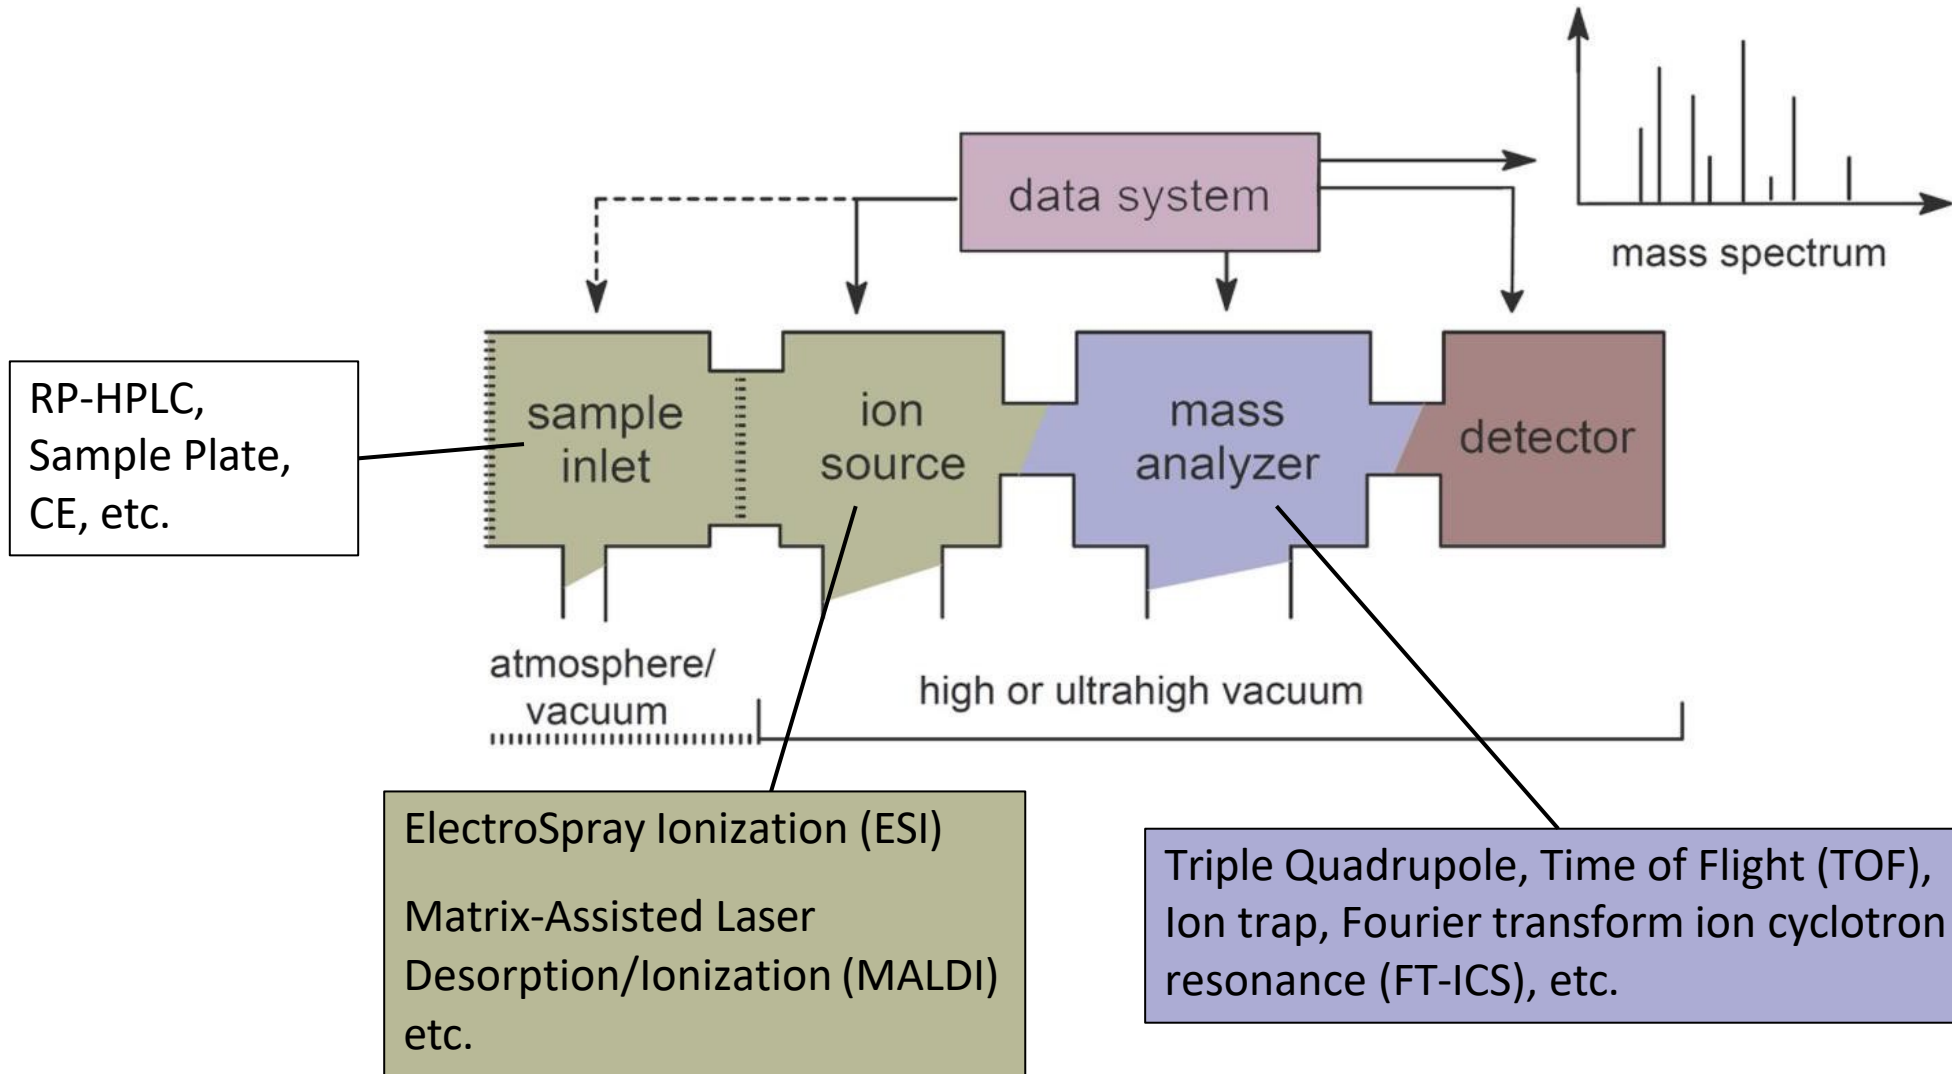 data system
mass spectrum
RP-HPLC,
Sample Plate,
CE, etc.
sample
inlet
ion
source
mass
analyzer
detector
atmosphere/
vacuum
high or ultrahigh vacuum
ElectroSpray Ionization (ESI)
Matrix-Assisted Laser
Desorption/Ionization (MALDI)
etc.
Triple Quadrupole, Time of Flight (TOF),
Ion trap, Fourier transform ion cyclotron
resonance (FT-ICS), etc.